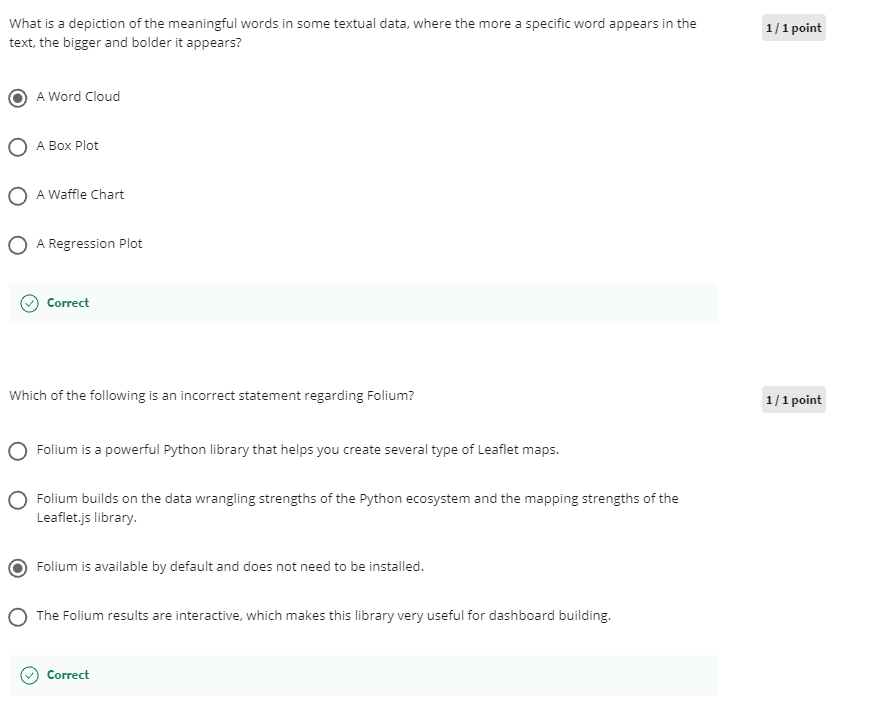 What is a depiction of the meaningful words in some textual data, where the more a specific word appears in the
text, the bigger and bolder it appears?
1 / 1 point
A Word Cloud
A Box Plot
A Waffle Chart
A Regression Plot
Correct
Which of the following is an incorrect statement regarding Folium?
1 / 1 point
Folium is a powerful Python library that helps you create several type of Leaflet maps.
Folium builds on the data wrangling strengths of the Python ecosystem and the mapping strengths of the
Leaflet.js library.
Folium is available by default and does not need to be installed.
The Folium results are interactive, which makes this library very useful for dashboard building.
Correct